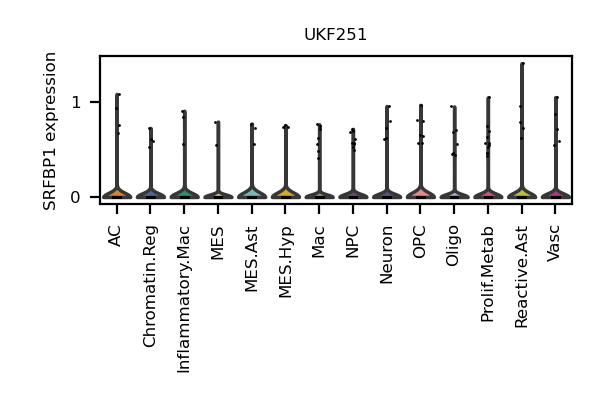 UKF251
SRFBP1 expression
1
0
AC
Chromatin.Reg
Inflammatory.Mac
MES
MES.Ast
MES.Hyp
Mac
NPC
Neuron
OPC
Oligo
Prolif.Metab
Reactive.Ast
Vasc